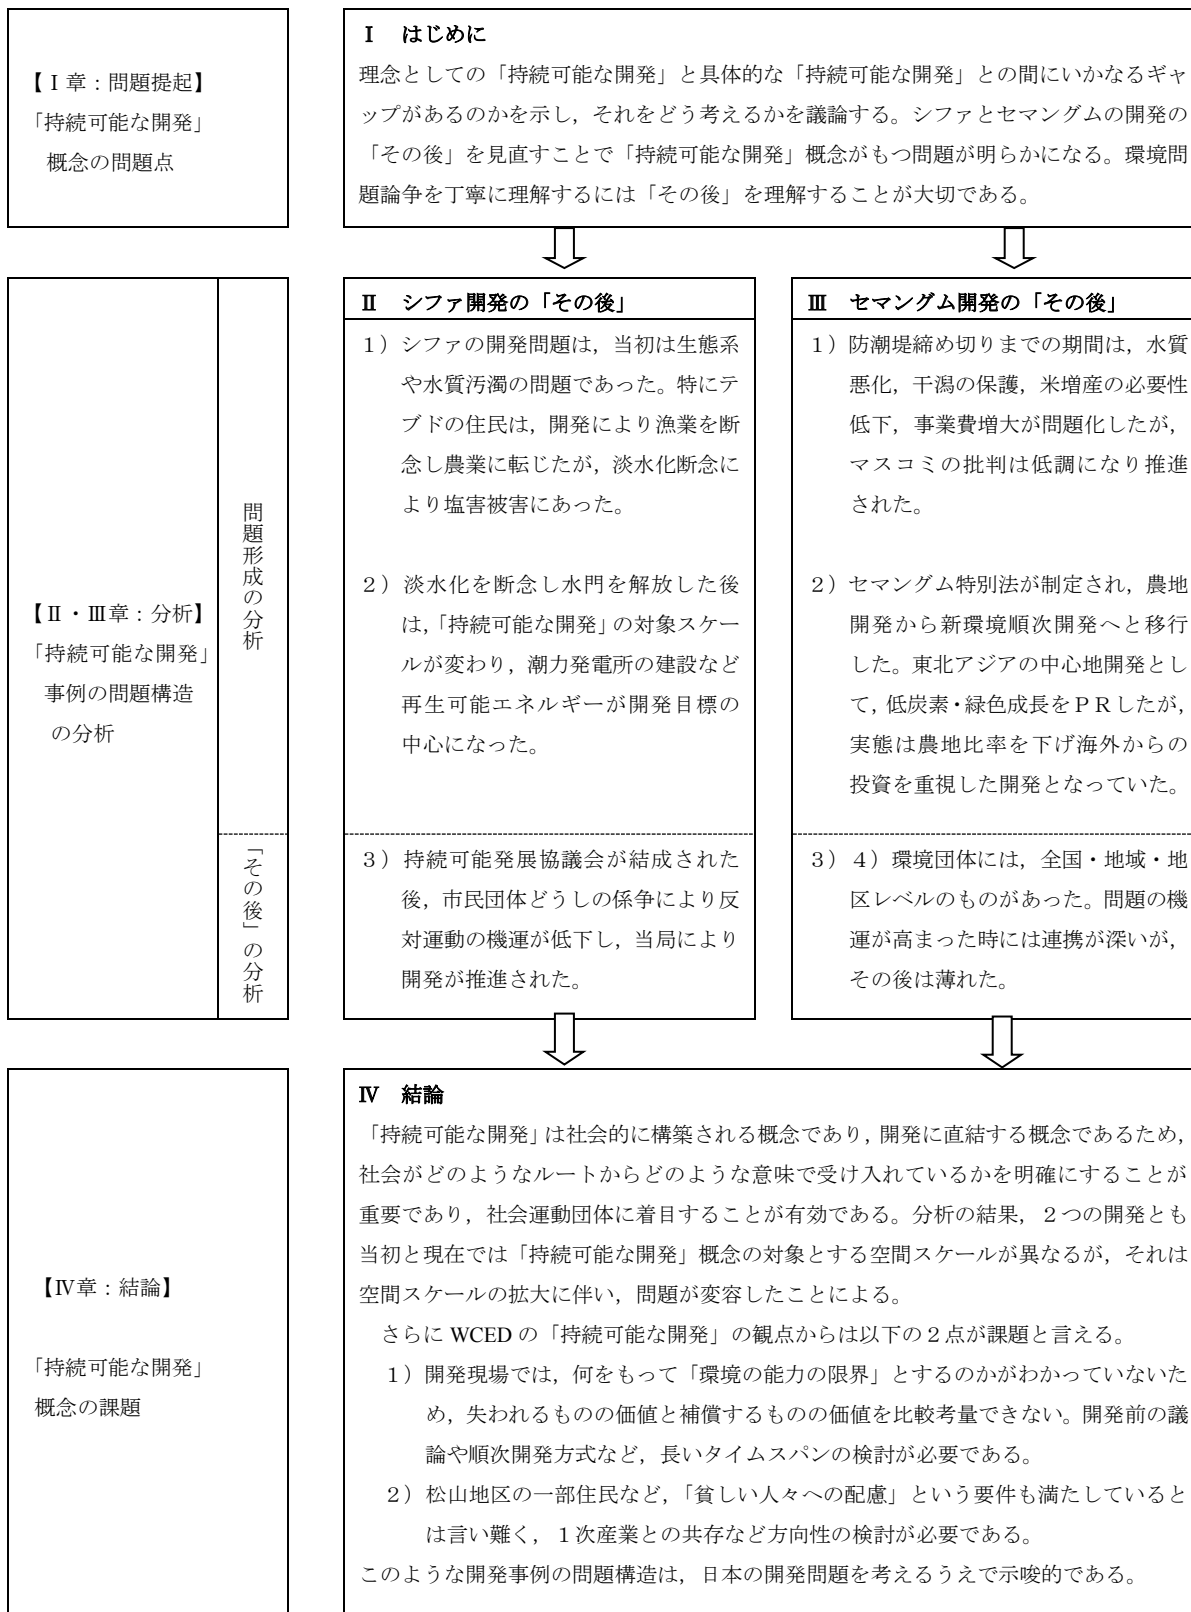 【Ⅰ章：問題提起】
「持続可能な開発」
概念の問題点
Ⅰ　はじめに
理念としての「持続可能な開発」と具体的な「持続可能な開発」との間にいかなるギャ
ップがあるのかを示し，それをどう考えるかを議論する。シファとセマングムの開発の
「その後」を見直すことで「持続可能な開発」概念がもつ問題が明らかになる。環境問
題論争を丁寧に理解するには「その後」を理解することが大切である。
【Ⅱ・Ⅲ章：分析】
「持続可能な開発」
事例の問題構造
の分析
問題形成の分析
「その後」の分析
Ⅱ　シファ開発の「その後」
１）シファの開発問題は，当初は生態系
や水質汚濁の問題であった。特にテ
ブドの住民は，開発により漁業を断
念し農業に転じたが，淡水化断念に
より塩害被害にあった。
２）淡水化を断念し水門を解放した後
は，「持続可能な開発」の対象スケー
ルが変わり，潮力発電所の建設など
再生可能エネルギーが開発目標の
中心になった。
３）持続可能発展協議会が結成された
後，市民団体どうしの係争により反
対運動の機運が低下し，当局により
開発が推進された。
Ⅲ　セマングム開発の「その後」
１）防潮堤締め切りまでの期間は，水質
悪化，干潟の保護，米増産の必要性
低下，事業費増大が問題化したが，
マスコミの批判は低調になり推進
された。
２）セマングム特別法が制定され，農地
開発から新環境順次開発へと移行
した。東北アジアの中心地開発とし
て，低炭素・緑色成長をＰＲしたが，
実態は農地比率を下げ海外からの
投資を重視した開発となっていた。
３）４）環境団体には，全国・地域・地
区レベルのものがあった。問題の機
運が高まった時には連携が深いが，
その後は薄れた。
【Ⅳ章：結論】
「持続可能な開発」
概念の課題
Ⅳ　結論
「持続可能な開発」は社会的に構築される概念であり，開発に直結する概念であるため，
社会がどのようなルートからどのような意味で受け入れているかを明確にすることが
重要であり，社会運動団体に着目することが有効である。分析の結果，２つの開発とも
当初と現在では「持続可能な開発」概念の対象とする空間スケールが異なるが，それは
空間スケールの拡大に伴い，問題が変容したことによる。
さらに WCED の「持続可能な開発」の観点からは以下の２点が課題と言える。
１）開発現場では，何をもって「環境の能力の限界」とするのかがわかっていないた
め，失われるものの価値と補償するものの価値を比較考量できない。開発前の議
論や順次開発方式など，長いタイムスパンの検討が必要である。
２）松山地区の一部住民など，「貧しい人々への配慮」という要件も満たしていると
は言い難く，１次産業との共存など方向性の検討が必要である。
このような開発事例の問題構造は，日本の開発問題を考えるうえで示唆的である。